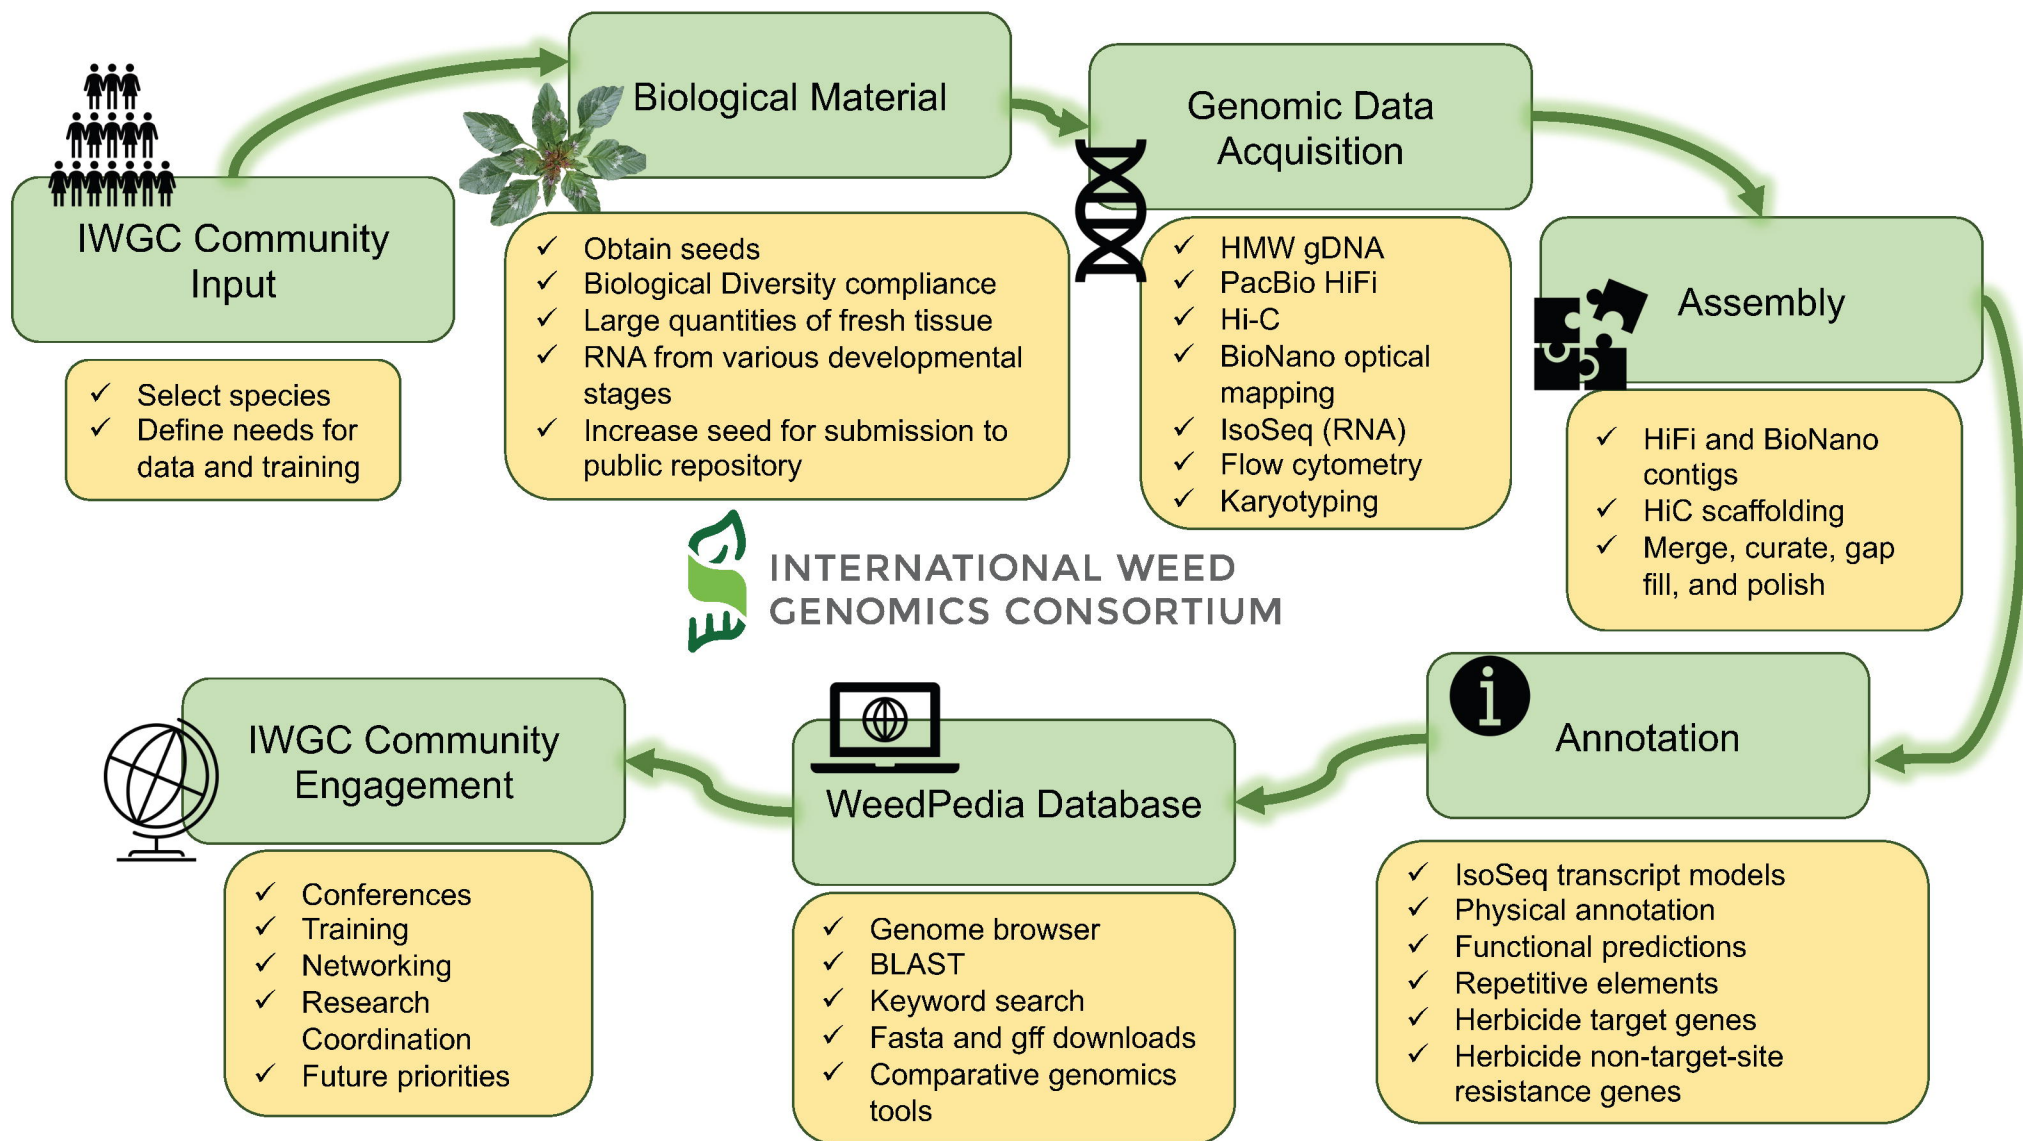 IWGC Community
Input
✓ Select species
✓ Define needs for
data and training
Biological Material
✓ Obtain seeds
✓ Biological Diversity compliance
✓ Large quantities of fresh tissue
✓ RNA from various developmental
stages
✓ Increase seed for submission to
public repository
Genomic Data
Acquisition
✓ HMW gDNA
✓ PacBio HiFi
✓ Hi-C
✓ BioNano optical
mapping
✓ IsoSeq (RNA)
✓ Flow cytometry
✓ Karyotyping
Assembly
✓ HiFi and BioNano
contigs
✓ HiC scaffolding
✓ Merge, curate, gap
fill, and polish
INTERNATIONAL WEED
GENOMICS CONSORTIUM
i
Annotation
✓ IsoSeq transcript models
✓ Physical annotation
✓ Functional predictions
✓ Repetitive elements
✓ Herbicide target genes
✓ Herbicide non-target-site
resistance genes
WeedPedia Database
✓ Genome browser
✓ BLAST
✓ Keyword search
✓ Fasta and gff downloads
✓ Comparative genomics
tools
IWGC Community
Engagement
✓ Conferences
✓ Training
✓ Networking
✓ Research
Coordination
✓ Future priorities